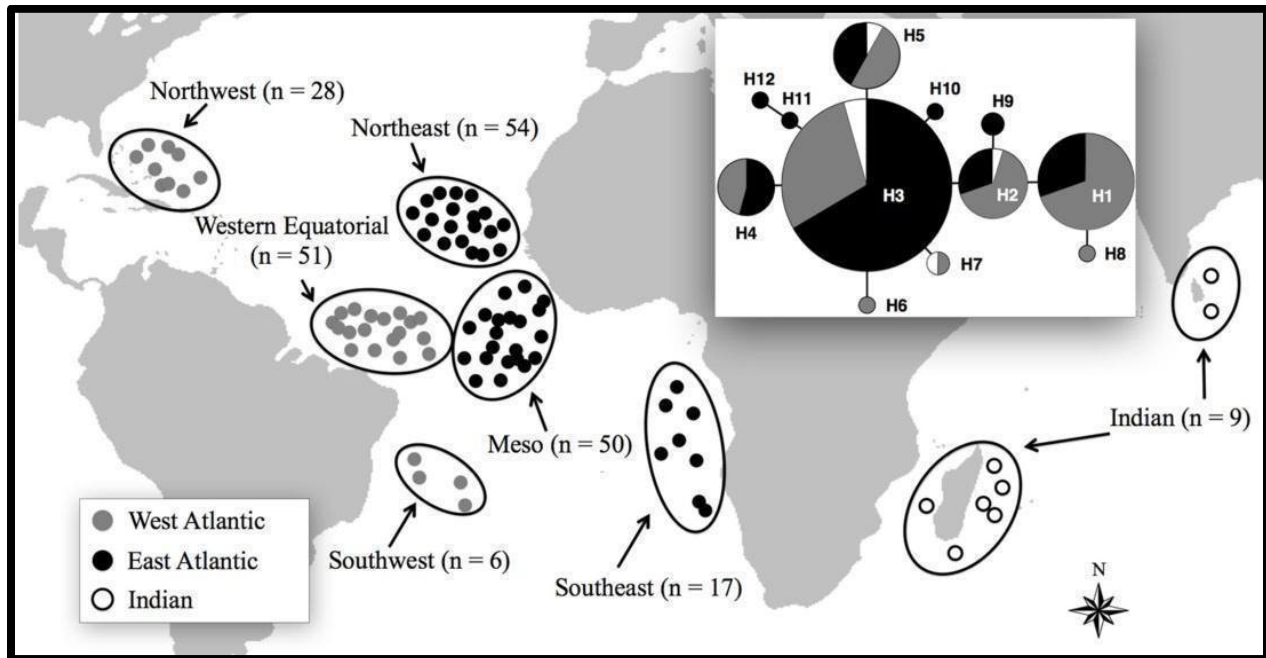 Northwest (n = 28)
Northeast (n = 54)
Western Equatorial
(n = 51)
Meso (n = 50)
Southwest (n = 6)
Southeast (n = 17)
Indian (n = 9)
H5
H12
H11
H10
H9
H3
H2
H1
H4
H8
H7
H6
West Atlantic
East Atlantic
Indian
N